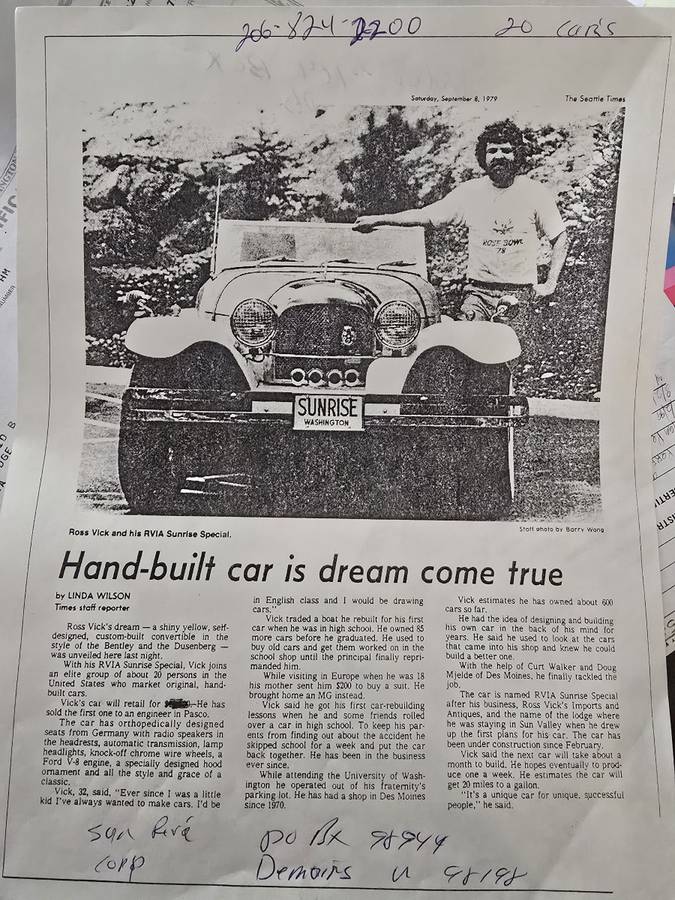 206-824-2200 20 Cars
Saturday, September 8, 1979 The Seattle Times
ROSE BOWL
78
SUNRISE
WASHINGTON
Ross Vick and his RVIA Sunrise Special.
Staff photo by Barry Wong
Hand-built car is dream come true
by LINDA WILSON
Times staff reporter
Ross Vick's dream — a shiny yellow, self-
designed, custom-built convertible in the
style of the Bentley and the Dusenberg —
was unveiled here last night.
With his RVIA Sunrise Special, Vick joins
an elite group of about 20 persons in the
United States who market original, hand-
built cars.
Vick's car will retail for He has
sold the first one to an engineer in Pasco.
The car has orthopedically designed
seats from Germany with radio speakers in
the headrests, automatic transmission, lamp
headlights, knock-off chrome wire wheels, a
Ford V-8 engine, a specially designed hood
ornament and all the style and grace of a
classic.
Vick, 32, said, "Ever since I was a little
kid I've always wanted to make cars. I'd be
in English class and I would be drawing
cars."
Vick traded a boat he rebuilt for his first
car when he was in high school. He owned 85
more cars before he graduated. He used to
buy old cars and get them worked on in the
school shop until the principal finally repri-
manded him.
While visiting in Europe when he was 18
his mother sent him $200 to buy a suit. He
brought home an MG instead.
Vick said he got his first car-rebuilding
lessons when he and some friends rolled
over a car in high school. To keep his par-
ents from finding out about the accident he
skipped school for a week and put the car
back together. He has been in the business
ever since.
While attending the University of Wash-
ington he operated out of his fraternity's
parking lot. He has had a shop in Des Moines
since 1970.
Vick estimates he has owned about 600
cars so far.
He had the idea of designing and building
his own car in the back of his mind for
years. He said he used to look at the cars
that came into his shop and knew he could
build a better one.
With the help of Curt Walker and Doug
Mjelde of Des Moines, he finally tackled the
job.
The car is named RVIA Sunrise Special
after his business, Ross Vick's Imports and
Antiques, and the name of the lodge where
he was staying in Sun Valley when he drew
up the first plans for his car. The car has
been under construction since February.
Vick said the next car will take about a
month to build. He hopes eventually to prod-
uce one a week. He estimates the car will
get 20 miles to a gallon.
"It's a unique car for unique, successful
people," he said.
Sun Riva PO Bx 98944
Corp Demoins W 98198